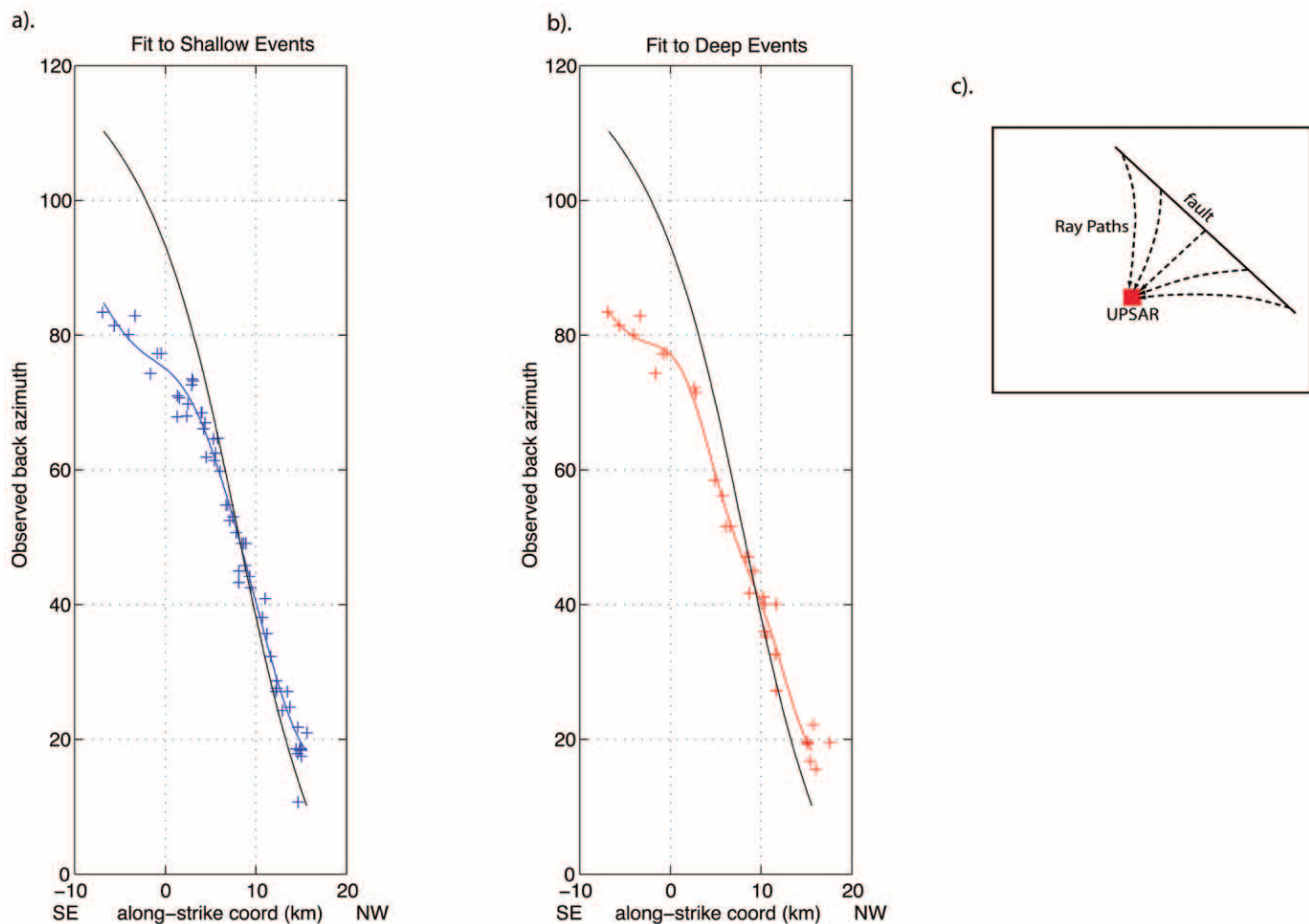 a).
Fit to Shallow Events
120
100
80
60
40
20
0
Observed back azimuth
−10 0 10 20
SE along−strike coord (km) NW
b).
Fit to Deep Events
120
100
80
60
40
20
0
Observed back azimuth
−10 0 10 20
SE along−strike coord (km) NW
c).
fault
Ray Paths
UPSAR